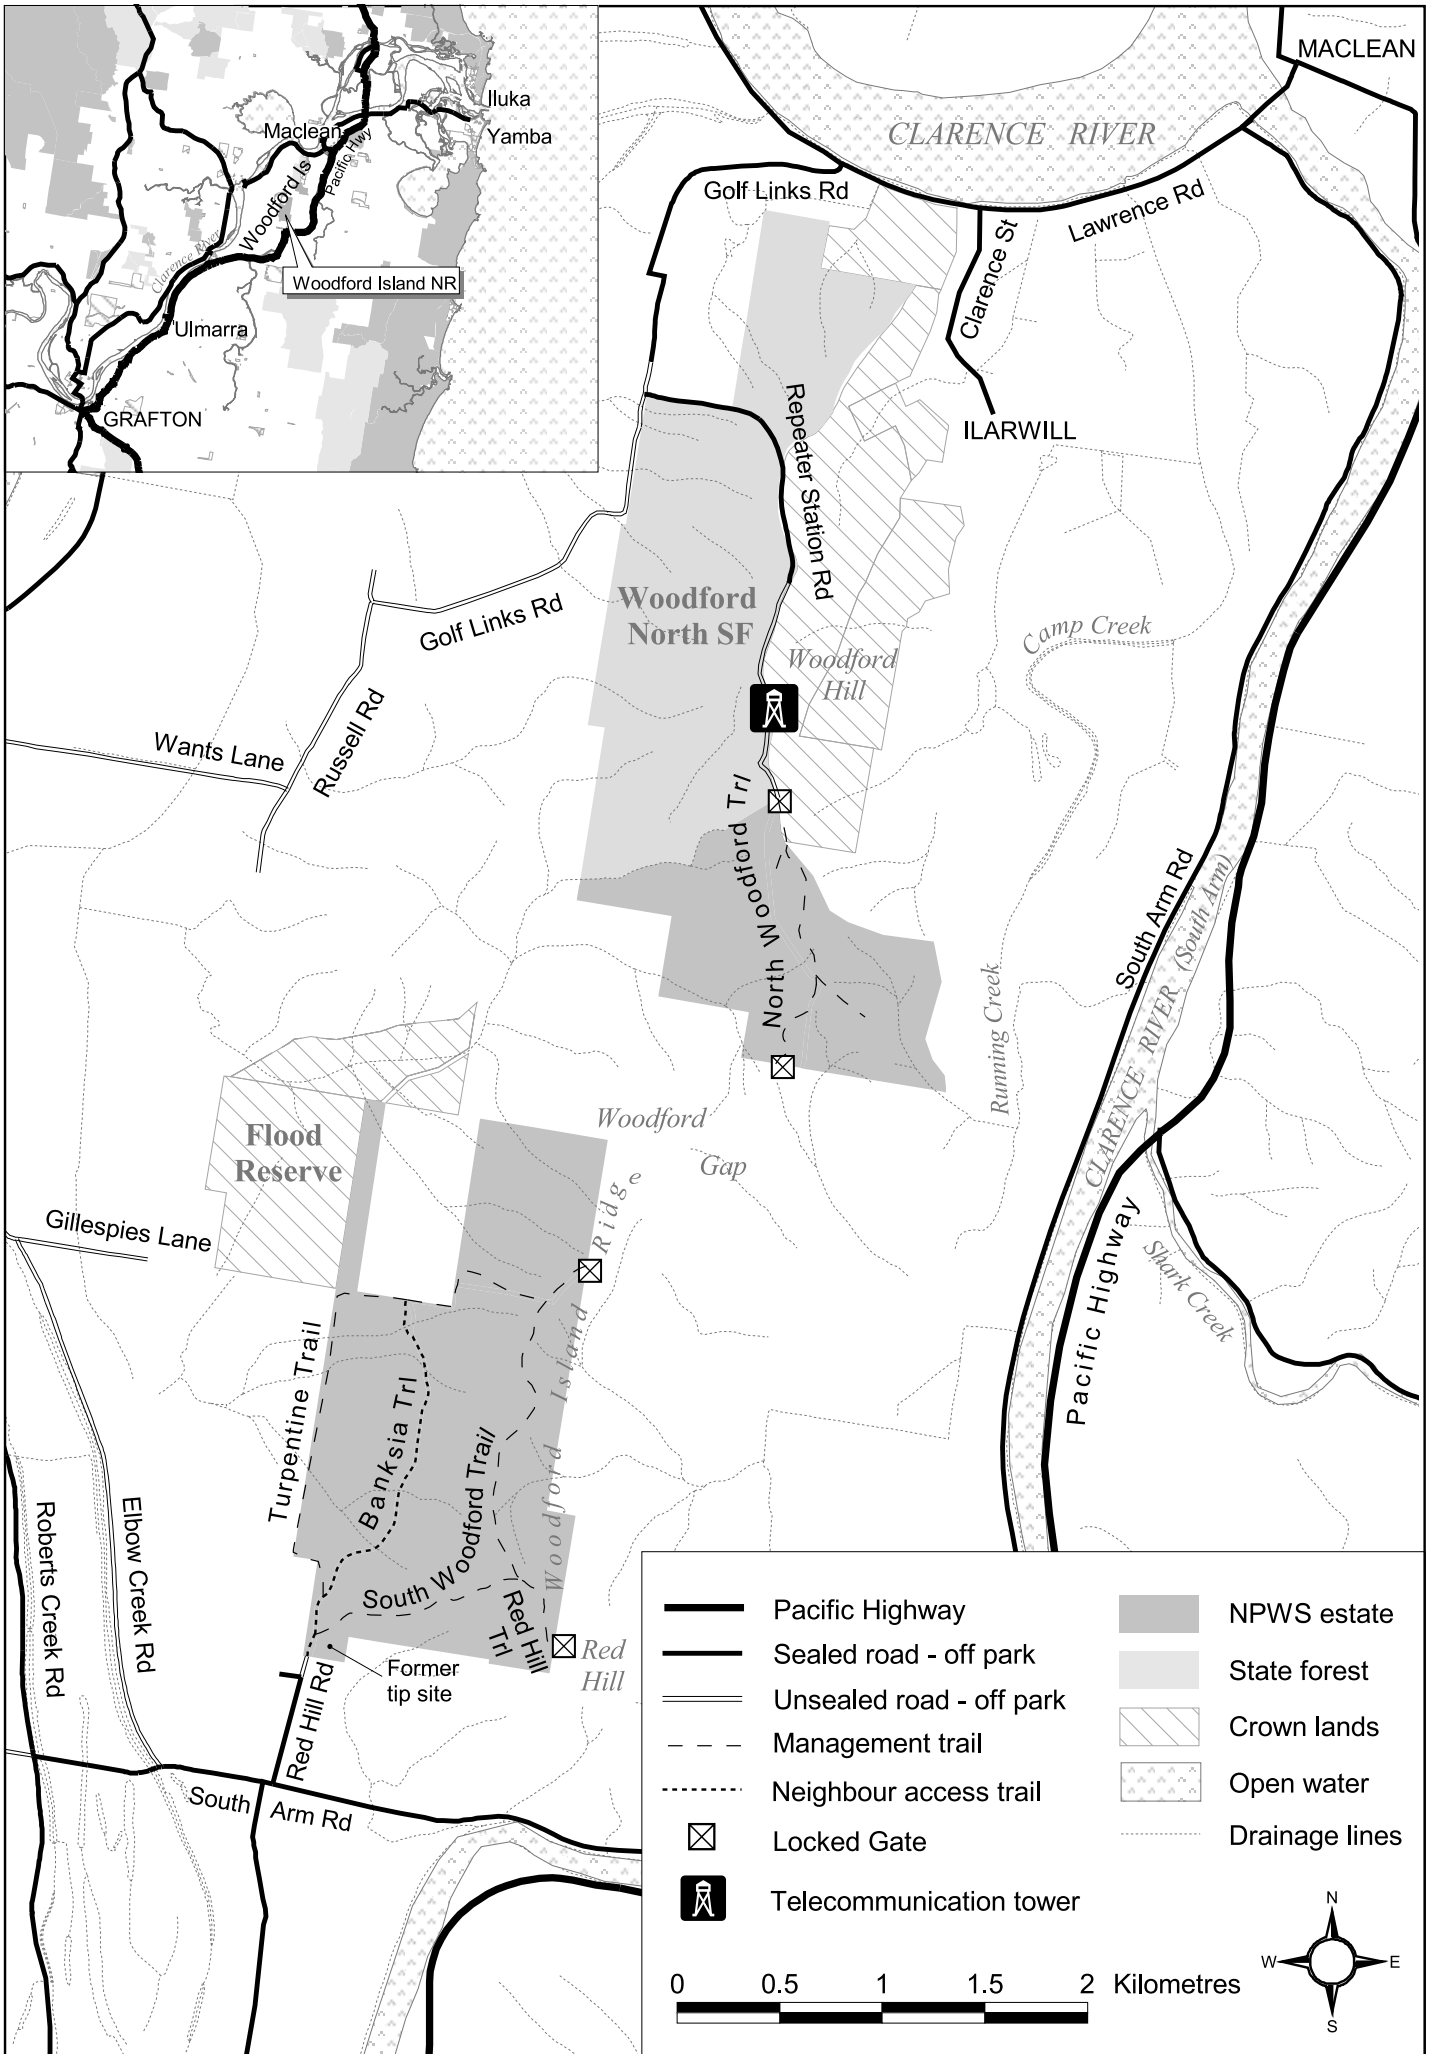 Iluka
Yamba
Maclean
Pacific Hwy
Woodford Is
Clarence River
Woodford Island NR
Ulmarra
GRAFTON
MACLEAN
CLARENCE RIVER
Golf Links Rd
Lawrence Rd
Clarence St
ILARWILL
Repeater Station Rd
Woodford
North SF
Golf Links Rd
Camp Creek
Woodford
Hill
Russell Rd
Wants Lane
North Woodford Trl
South Arm Rd
CLARENCE RIVER (South Arm)
Running Creek
Woodford
Gap
Flood
Reserve
Gillespies Lane
Woodford Island Ridge
Pacific Highway
Shark Creek
Turpentine Trail
Banksia Trl
South Woodford Trail
Red Hill
Trl
Red
Hill
Former
tip site
Elbow Creek Rd
Roberts Creek Rd
Red Hill Rd
South Arm Rd
Pacific Highway
Sealed road - off park
Unsealed road - off park
Management trail
Neighbour access trail
Locked Gate
Telecommunication tower
NPWS estate
State forest
Crown lands
Open water
Drainage lines
N
W
E
S
0 0.5 1 1.5 2 Kilometres